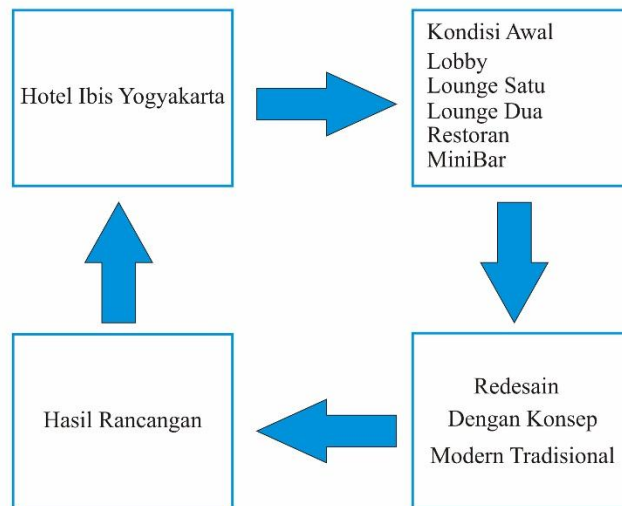 Hotel Ibis Yogyakarta
Kondisi Awal
Lobby
Lounge Satu
Lounge Dua
Restoran
MiniBar
Redesain
Dengan Konsep
Modern Tradisional
Hasil Rancangan